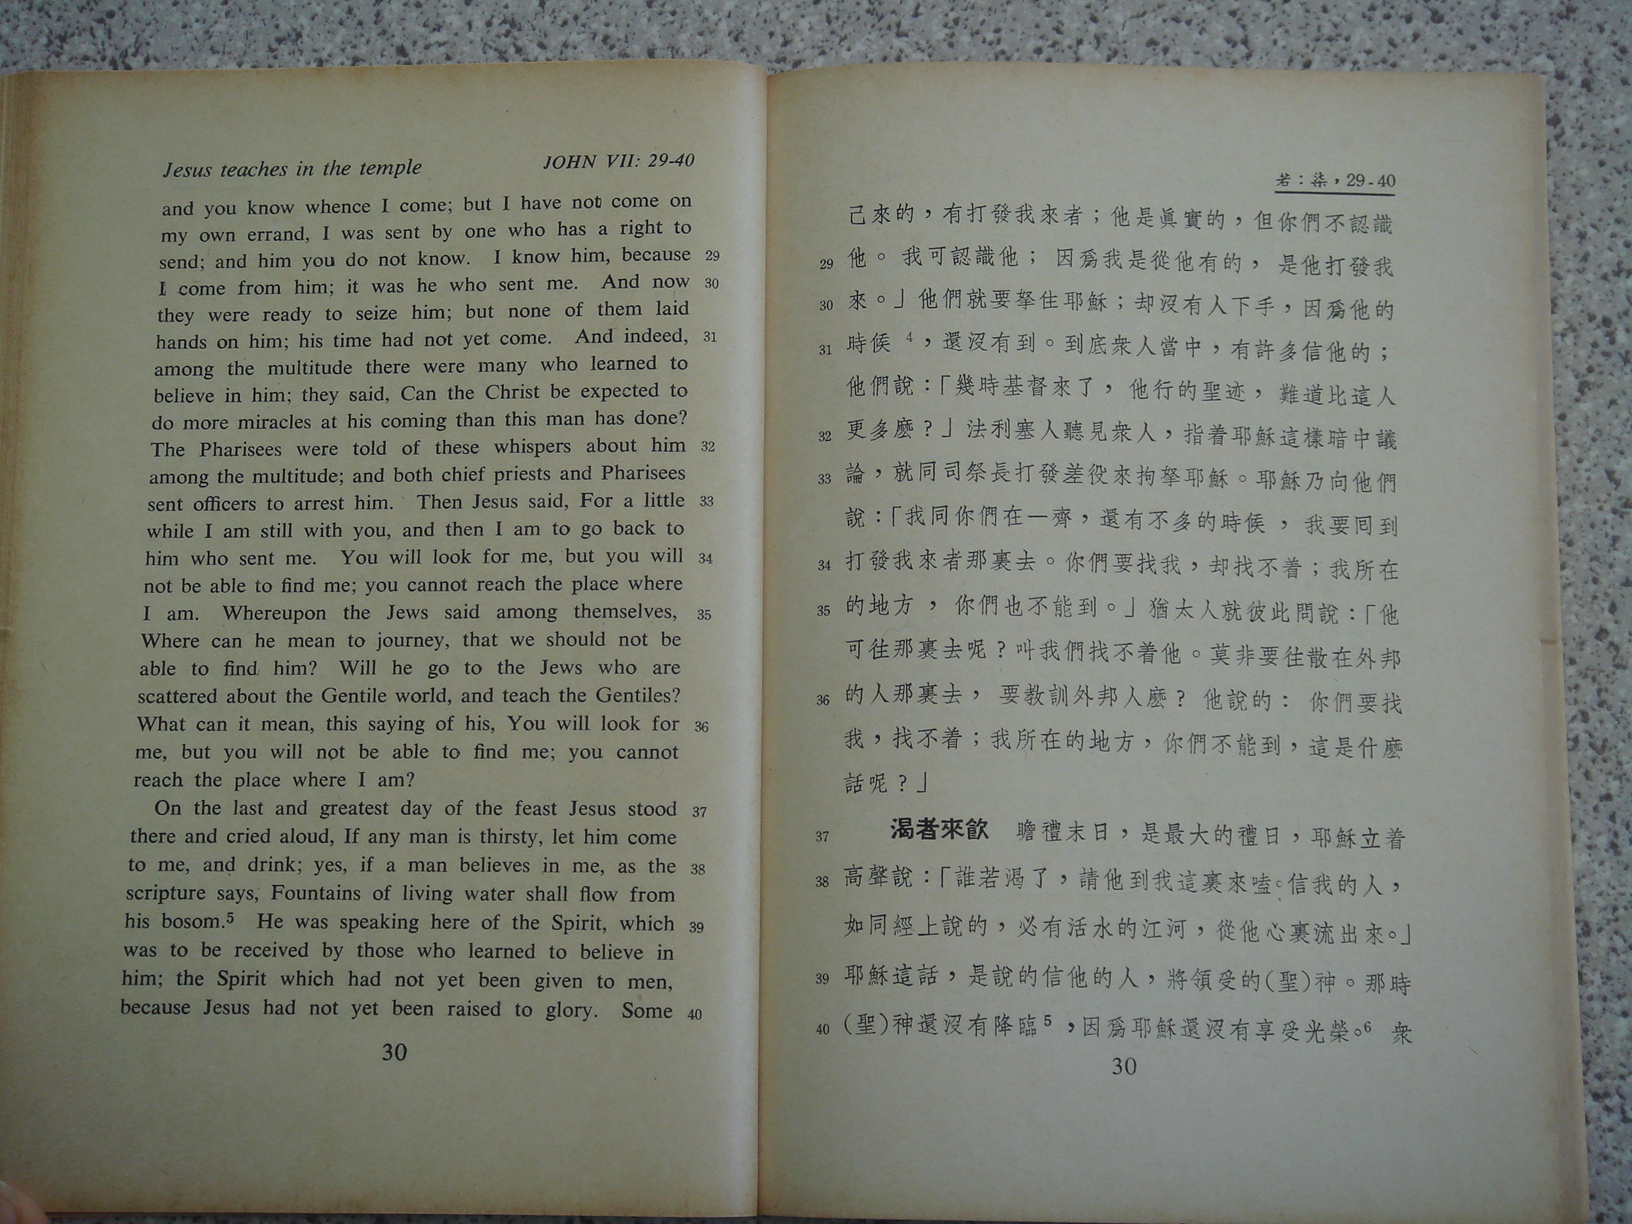 Jesus teaches in the temple JOHN VII: 29-40
and you know whence I come; but I have not come on
my own errand, I was sent by one who has a right to
send; and him you do not know. I know him, because 29
I come from him; it was he who sent me. And now 30
they were ready to seize him; but none of them laid
hands on him; his time had not yet come. And indeed, 31
among the multitude there were many who learned to
believe in him; they said, Can the Christ be expected to
do more miracles at his coming than this man has done?
The Pharisees were told of these whispers about him 32
among the multitude; and both chief priests and Pharisees
sent officers to arrest him. Then Jesus said, For a little 33
while I am still with you, and then I am to go back to
him who sent me. You will look for me, but you will 34
not be able to find me; you cannot reach the place where
I am. Whereupon the Jews said among themselves, 35
Where can he mean to journey, that we should not be
able to find him? Will he go to the Jews who are
scattered about the Gentile world, and teach the Gentiles?
What can it mean, this saying of his, You will look for 36
me, but you will not be able to find me; you cannot
reach the place where I am?
On the last and greatest day of the feast Jesus stood 37
there and cried aloud, If any man is thirsty, let him come
to me, and drink; yes, if a man believes in me, as the 38
scripture says, Fountains of living water shall flow from
his bosom.⁵ He was speaking here of the Spirit, which 39
was to be received by those who learned to believe in
him; the Spirit which had not yet been given to men,
because Jesus had not yet been raised to glory. Some 40
30
若：柒，29-40
己來的，有打發我來者；他是眞實的，但你們不認識
29 他。我可認識他；因爲我是從他有的，是他打發我
30 來。」他們就要拏住耶穌；却沒有人下手，因爲他的
31 時候⁴，還沒有到。到底衆人當中，有許多信他的；
他們說：「幾時基督來了，他行的聖迹，難道比這人
32 更多麼？」法利塞人聽見衆人，指着耶穌這樣暗中議
33 論，就同司祭長打發差役來拘拏耶穌。耶穌乃向他們
說：「我同你們在一齊，還有不多的時候，我要囘到
34 打發我來者那裏去。你們要找我，却找不着；我所在
35 的地方，你們也不能到。」猶太人就彼此問說：「他
可往那裏去呢？叫我們找不着他。莫非要往散在外邦
36 的人那裏去，要教訓外邦人麼？他說的：你們要找
我，找不着；我所在的地方，你們不能到，這是什麼
話呢？」
37 渴者來飮 瞻禮末日，是最大的禮日，耶穌立着
38 高聲說：「誰若渴了，請他到我這裏來嗑。信我的人，
如同經上說的，必有活水的江河，從他心裏流出來。」
39 耶穌這話，是說的信他的人，將領受的(聖)神。那時
40 (聖)神還沒有降臨⁵，因爲耶穌還沒有享受光榮。⁶ 衆
30